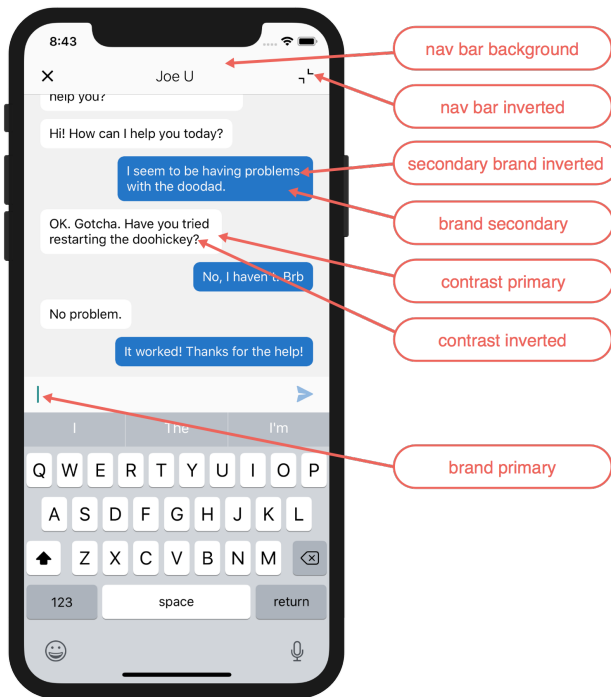 8:43
nav bar background
Joe U
help you?
nav bar inverted
Hi! How can I help you today?
I seem to be having problems
with the doodad.
secondary brand inverted
brand secondary
OK. Gotcha. Have you tried
restarting the doohickey?
contrast primary
No, I haven't. Brb
No problem.
contrast inverted
It worked! Thanks for the help!
I The I'm
brand primary
Q W E R T Y U I O P
A S D F G H J K L
Z X C V B N M
123 space return